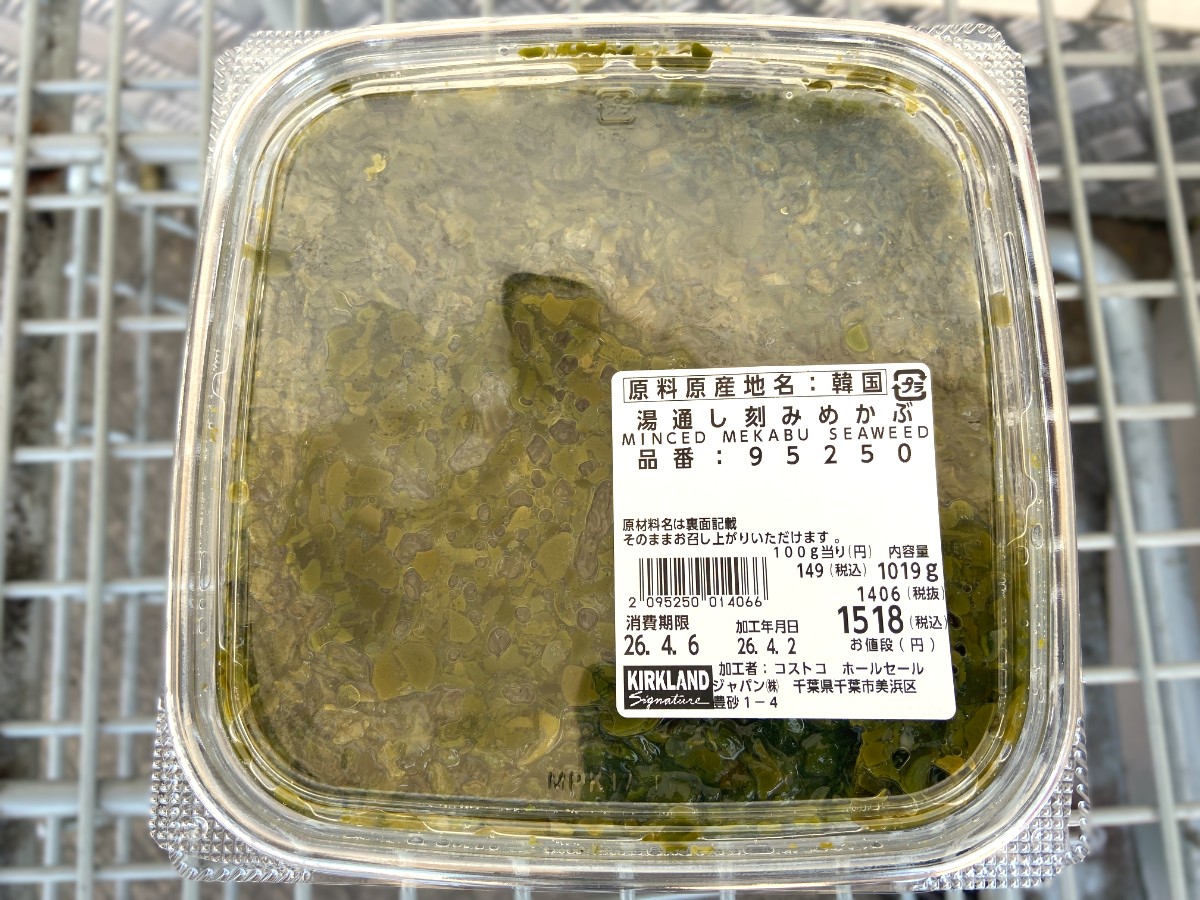 原料原産地名：韓国
プラ
湯通し刻みめかぶ
MINCED MEKABU SEAWEED
品番：95250
原材料名は裏面記載
そのままお召し上がりいただけます。
100g当り(円) 内容量
149(税込) 1019g
1406(税抜)
1518(税込)
お値段(円)
2 095250 014066
消費期限 加工年月日
26.4.6 26.4.2
KIRKLAND
Signature
加工者：コストコ ホールセール
ジャパン㈱ 千葉県千葉市美浜区
豊砂1-4